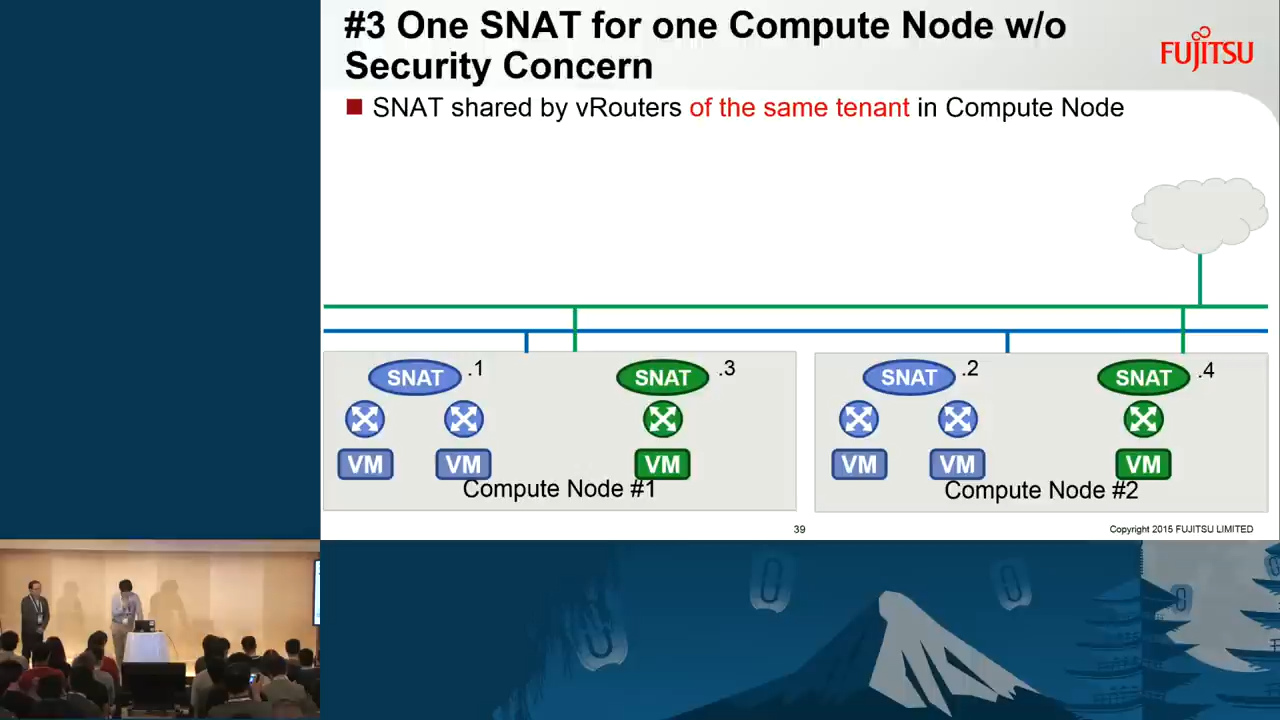 #3 One SNAT for one Compute Node w/o
Security Concern
FUJITSU
SNAT shared by vRouters of the same tenant in Compute Node
SNAT .1
SNAT .3
SNAT .2
SNAT .4
VM
VM
VM
VM
VM
VM
Compute Node #1
Compute Node #2
39
Copyright 2015 FUJITSU LIMITED